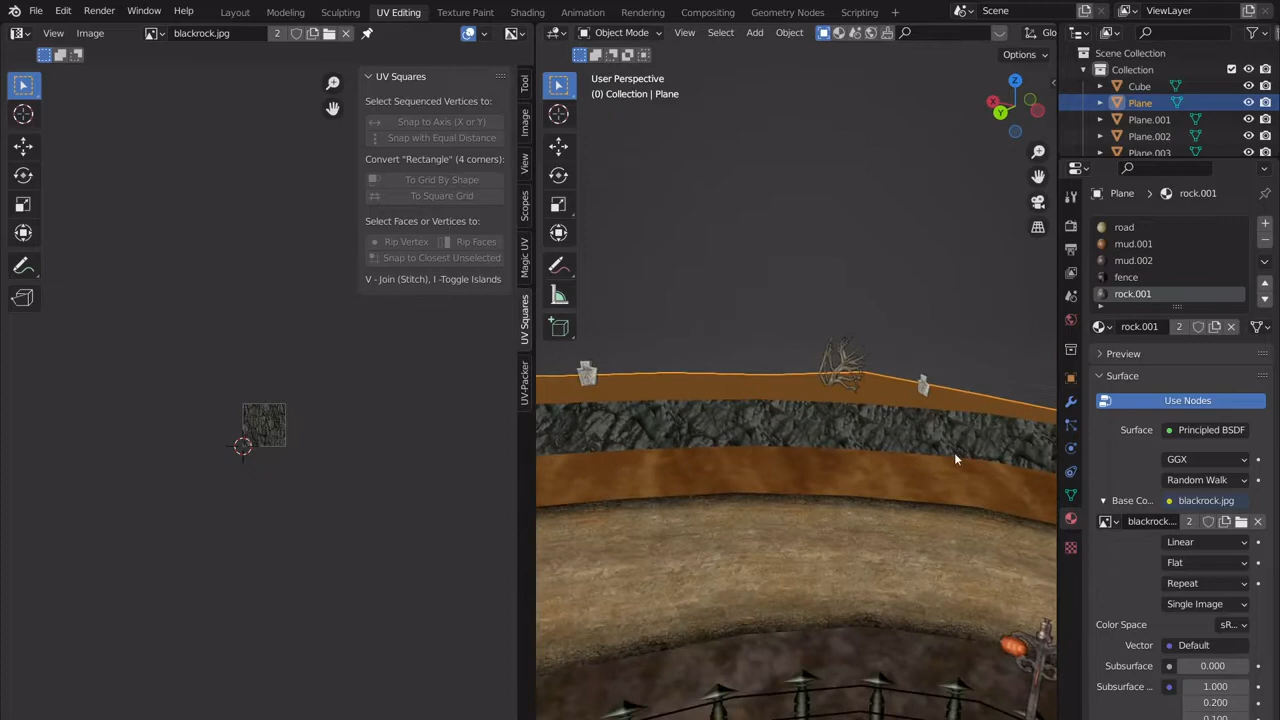 File Edit Render Window Help Layout Modeling Sculpting UV Editing Texture Paint Shading Animation Rendering Compositing Geometry Nodes Scripting + Scene ViewLayer
View Image blackrock.jpg 2 Object Mode View Select Add Object Glo
Options
UV Squares
Select Sequenced Vertices to:
Snap to Axis (X or Y)
Snap with Equal Distance
Convert "Rectangle" (4 corners):
To Grid By Shape
To Square Grid
Select Faces or Vertices to:
Rip Vertex Rip Faces
Snap to Closest Unselected
V - Join (Stitch), I -Toggle Islands
Tool
Image
View
Scopes
Magic UV
UV Squares
UV-Packer
User Perspective
(0) Collection | Plane
X
Y
Z
Scene Collection
Collection
Cube
Plane
Plane.001
Plane.002
Plane.003
Plane rock.001
road
mud.001
mud.002
fence
rock.001
rock.001 2
Preview
Surface
Use Nodes
Surface Principled BSDF
GGX
Random Walk
Base Co... blackrock.jpg
blackrock.... 2
Linear
Flat
Repeat
Single Image
Color Space sR...
Vector Default
Subsurface 0.000
Subsurface ... 1.000
0.200
0.100